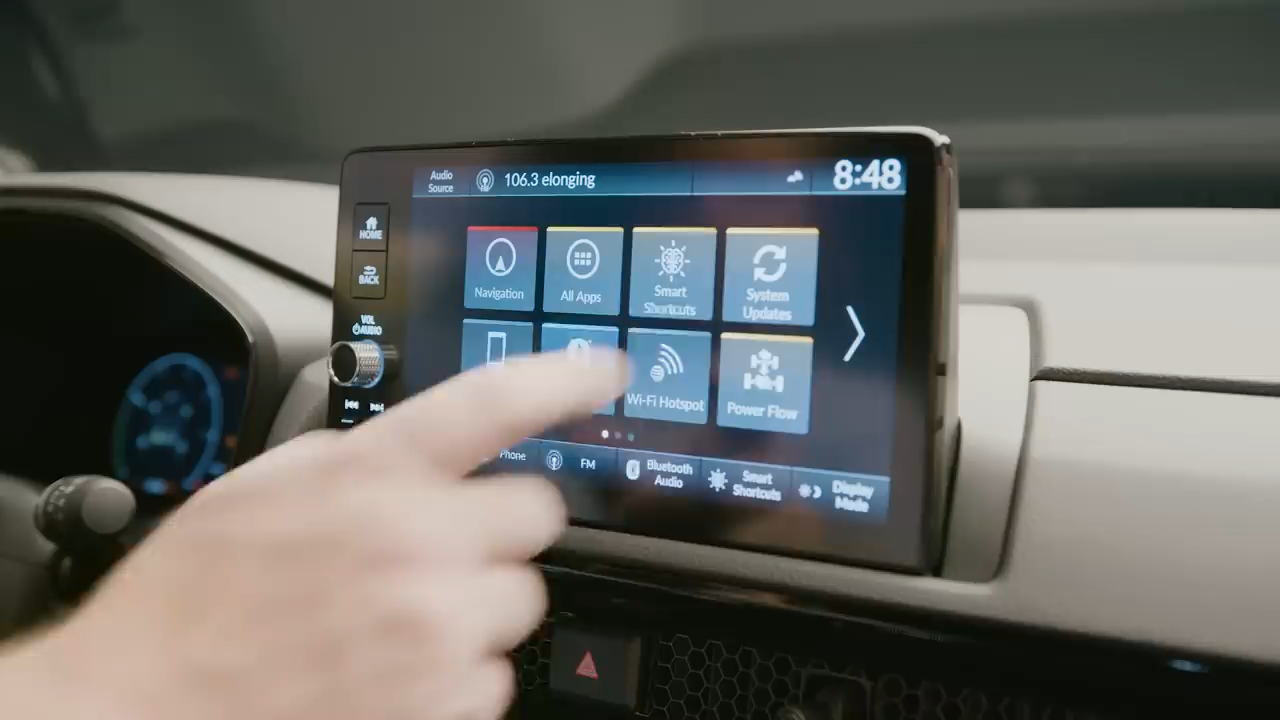 Audio
Source
106.3 elonging
8:48
HOME
BACK
VOL
AUDIO
Navigation
All Apps
Smart
Shortcuts
System
Updates
Wi-Fi Hotspot
Power Flow
Phone
FM
Bluetooth
Audio
Smart
Shortcuts
Display
Mode